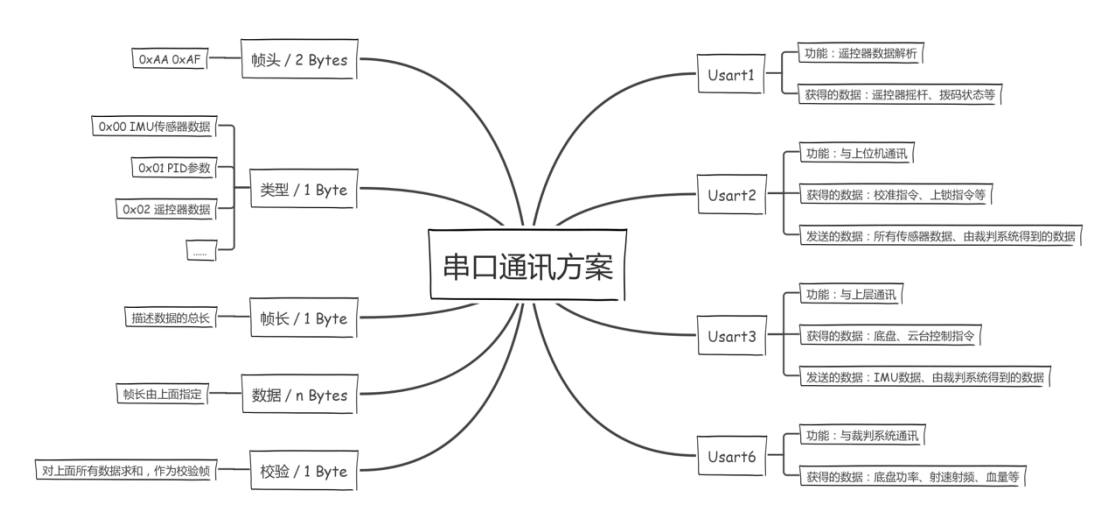 串口通讯方案
帧头 / 2 Bytes
0xAA 0xAF
类型 / 1 Byte
0x00 IMU传感器数据
0x01 PID参数
0x02 遥控器数据
......
帧长 / 1 Byte
描述数据的总长
数据 / n Bytes
帧长由上面指定
校验 / 1 Byte
对上面所有数据求和，作为校验帧
Usart1
功能：遥控器数据解析
获得的数据：遥控器摇杆、拨码状态等
Usart2
功能：与上位机通讯
获得的数据：校准指令、上锁指令等
发送的数据：所有传感器数据、由裁判系统得到的数据
Usart3
功能：与上层通讯
获得的数据：底盘、云台控制指令
发送的数据：IMU数据、由裁判系统得到的数据
Usart6
功能：与裁判系统通讯
获得的数据：底盘功率、射速射频、血量等